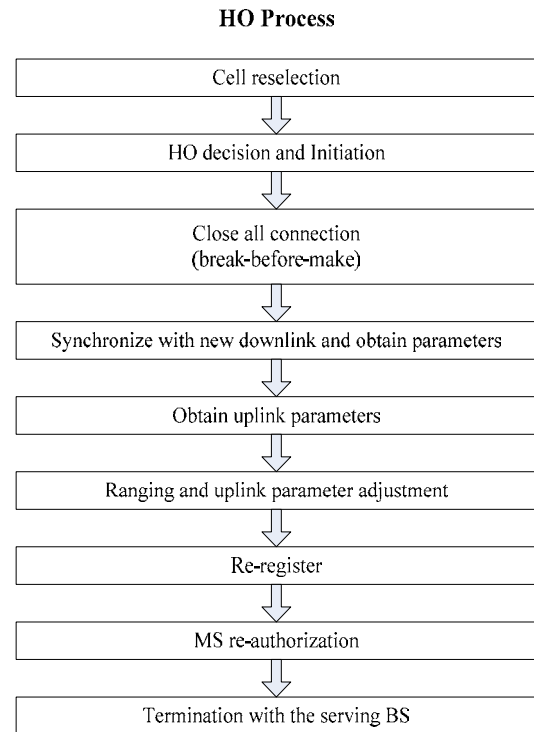 HO Process
Cell reselection
HO decision and Initiation
Close all connection
(break-before-make)
Synchronize with new downlink and obtain parameters
Obtain uplink parameters
Ranging and uplink parameter adjustment
Re-register
MS re-authorization
Termination with the serving BS